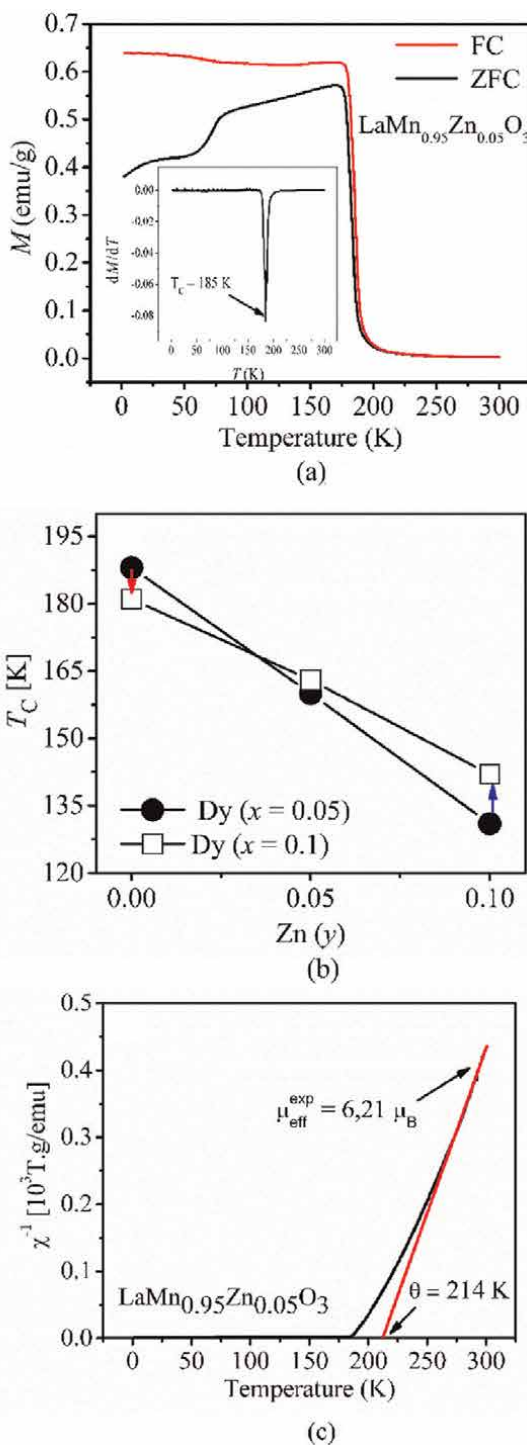 0.7
0.6
0.5
0.4
0.3
0.2
0.1
0.0
M (emu/g)
FC
ZFC
LaMn0.95Zn0.05O3
0.00
-0.02
-0.04
-0.06
-0.08
dM/dT
TC – 185 K
0 50 100 150 200 250 300
T (K)
0 50 100 150 200 250 300
Temperature (K)
(a)
195
180
165
150
135
120
TC [K]
Dy (x = 0.05)
Dy (x = 0.1)
0.00 0.05 0.10
Zn (y)
(b)
0.5
0.4
0.3
0.2
0.1
0.0
χ-1 [103T.g/emu]
μeff exp = 6,21 μB
LaMn0.95Zn0.05O3
θ = 214 K
0 50 100 150 200 250 300
Temperature (K)
(c)